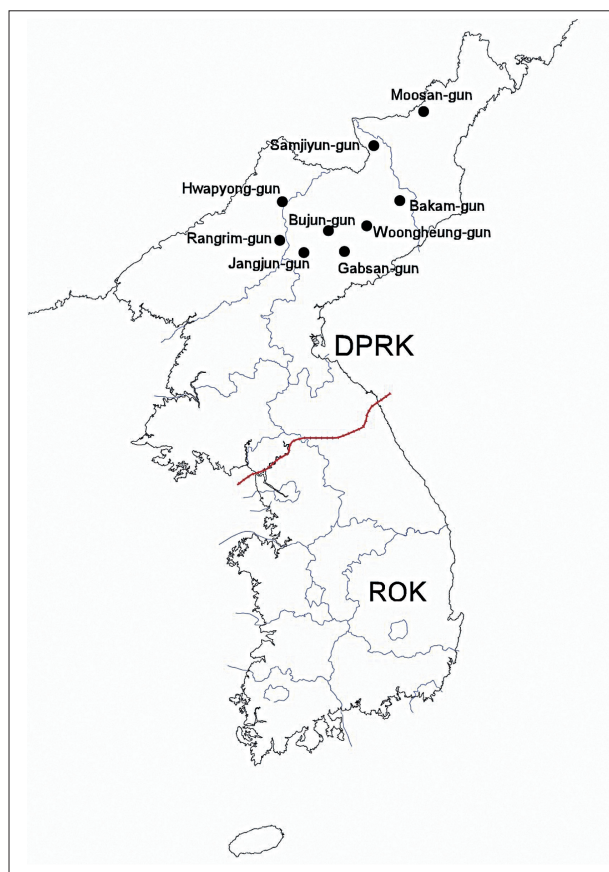 Moosan-gun
Samjiyun-gun
Hwapyong-gun
Bakam-gun
Bujun-gun
Woongheung-gun
Rangrim-gun
Jangjun-gun
Gabsan-gun
DPRK
ROK